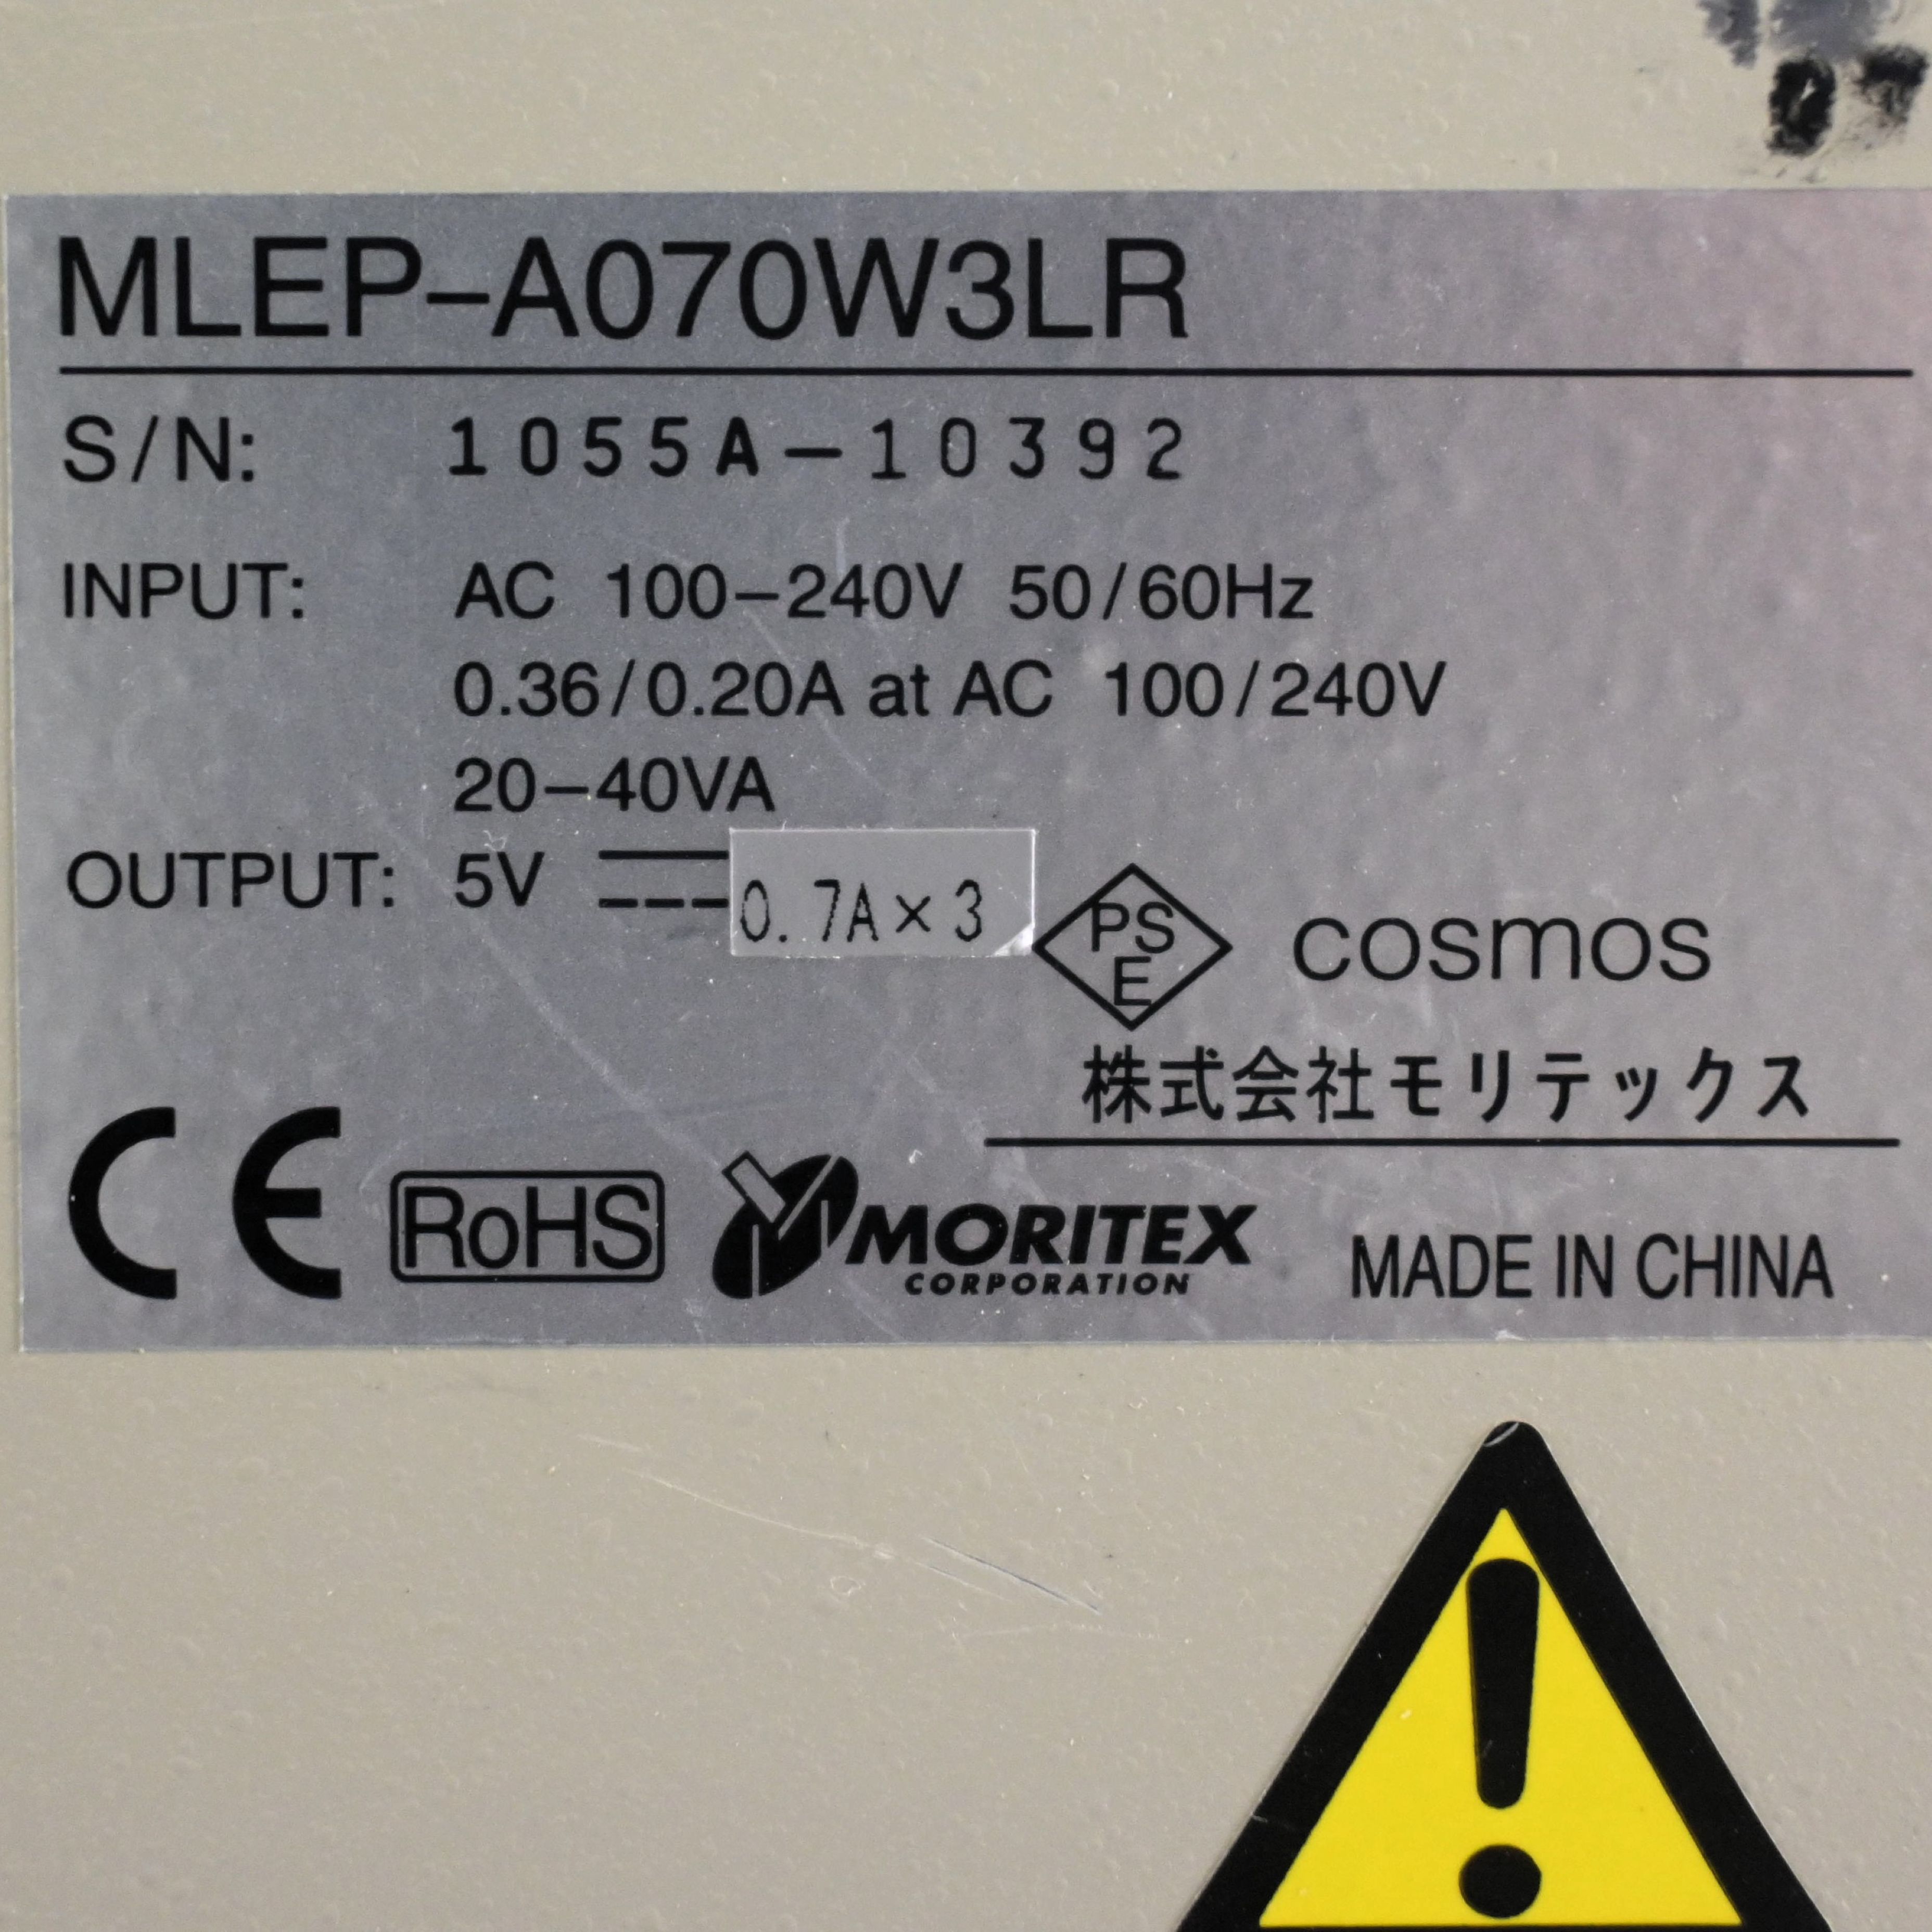 MLEP-A070W3LR
S/N: 1055A-10392
INPUT: AC 100-240V 50/60Hz
0.36/0.20A at AC 100/240V
20-40VA
OUTPUT: 5V 0.7A×3
PS
E
cosmos
株式会社モリテックス
CE
RoHS
MORITEX
CORPORATION
MADE IN CHINA